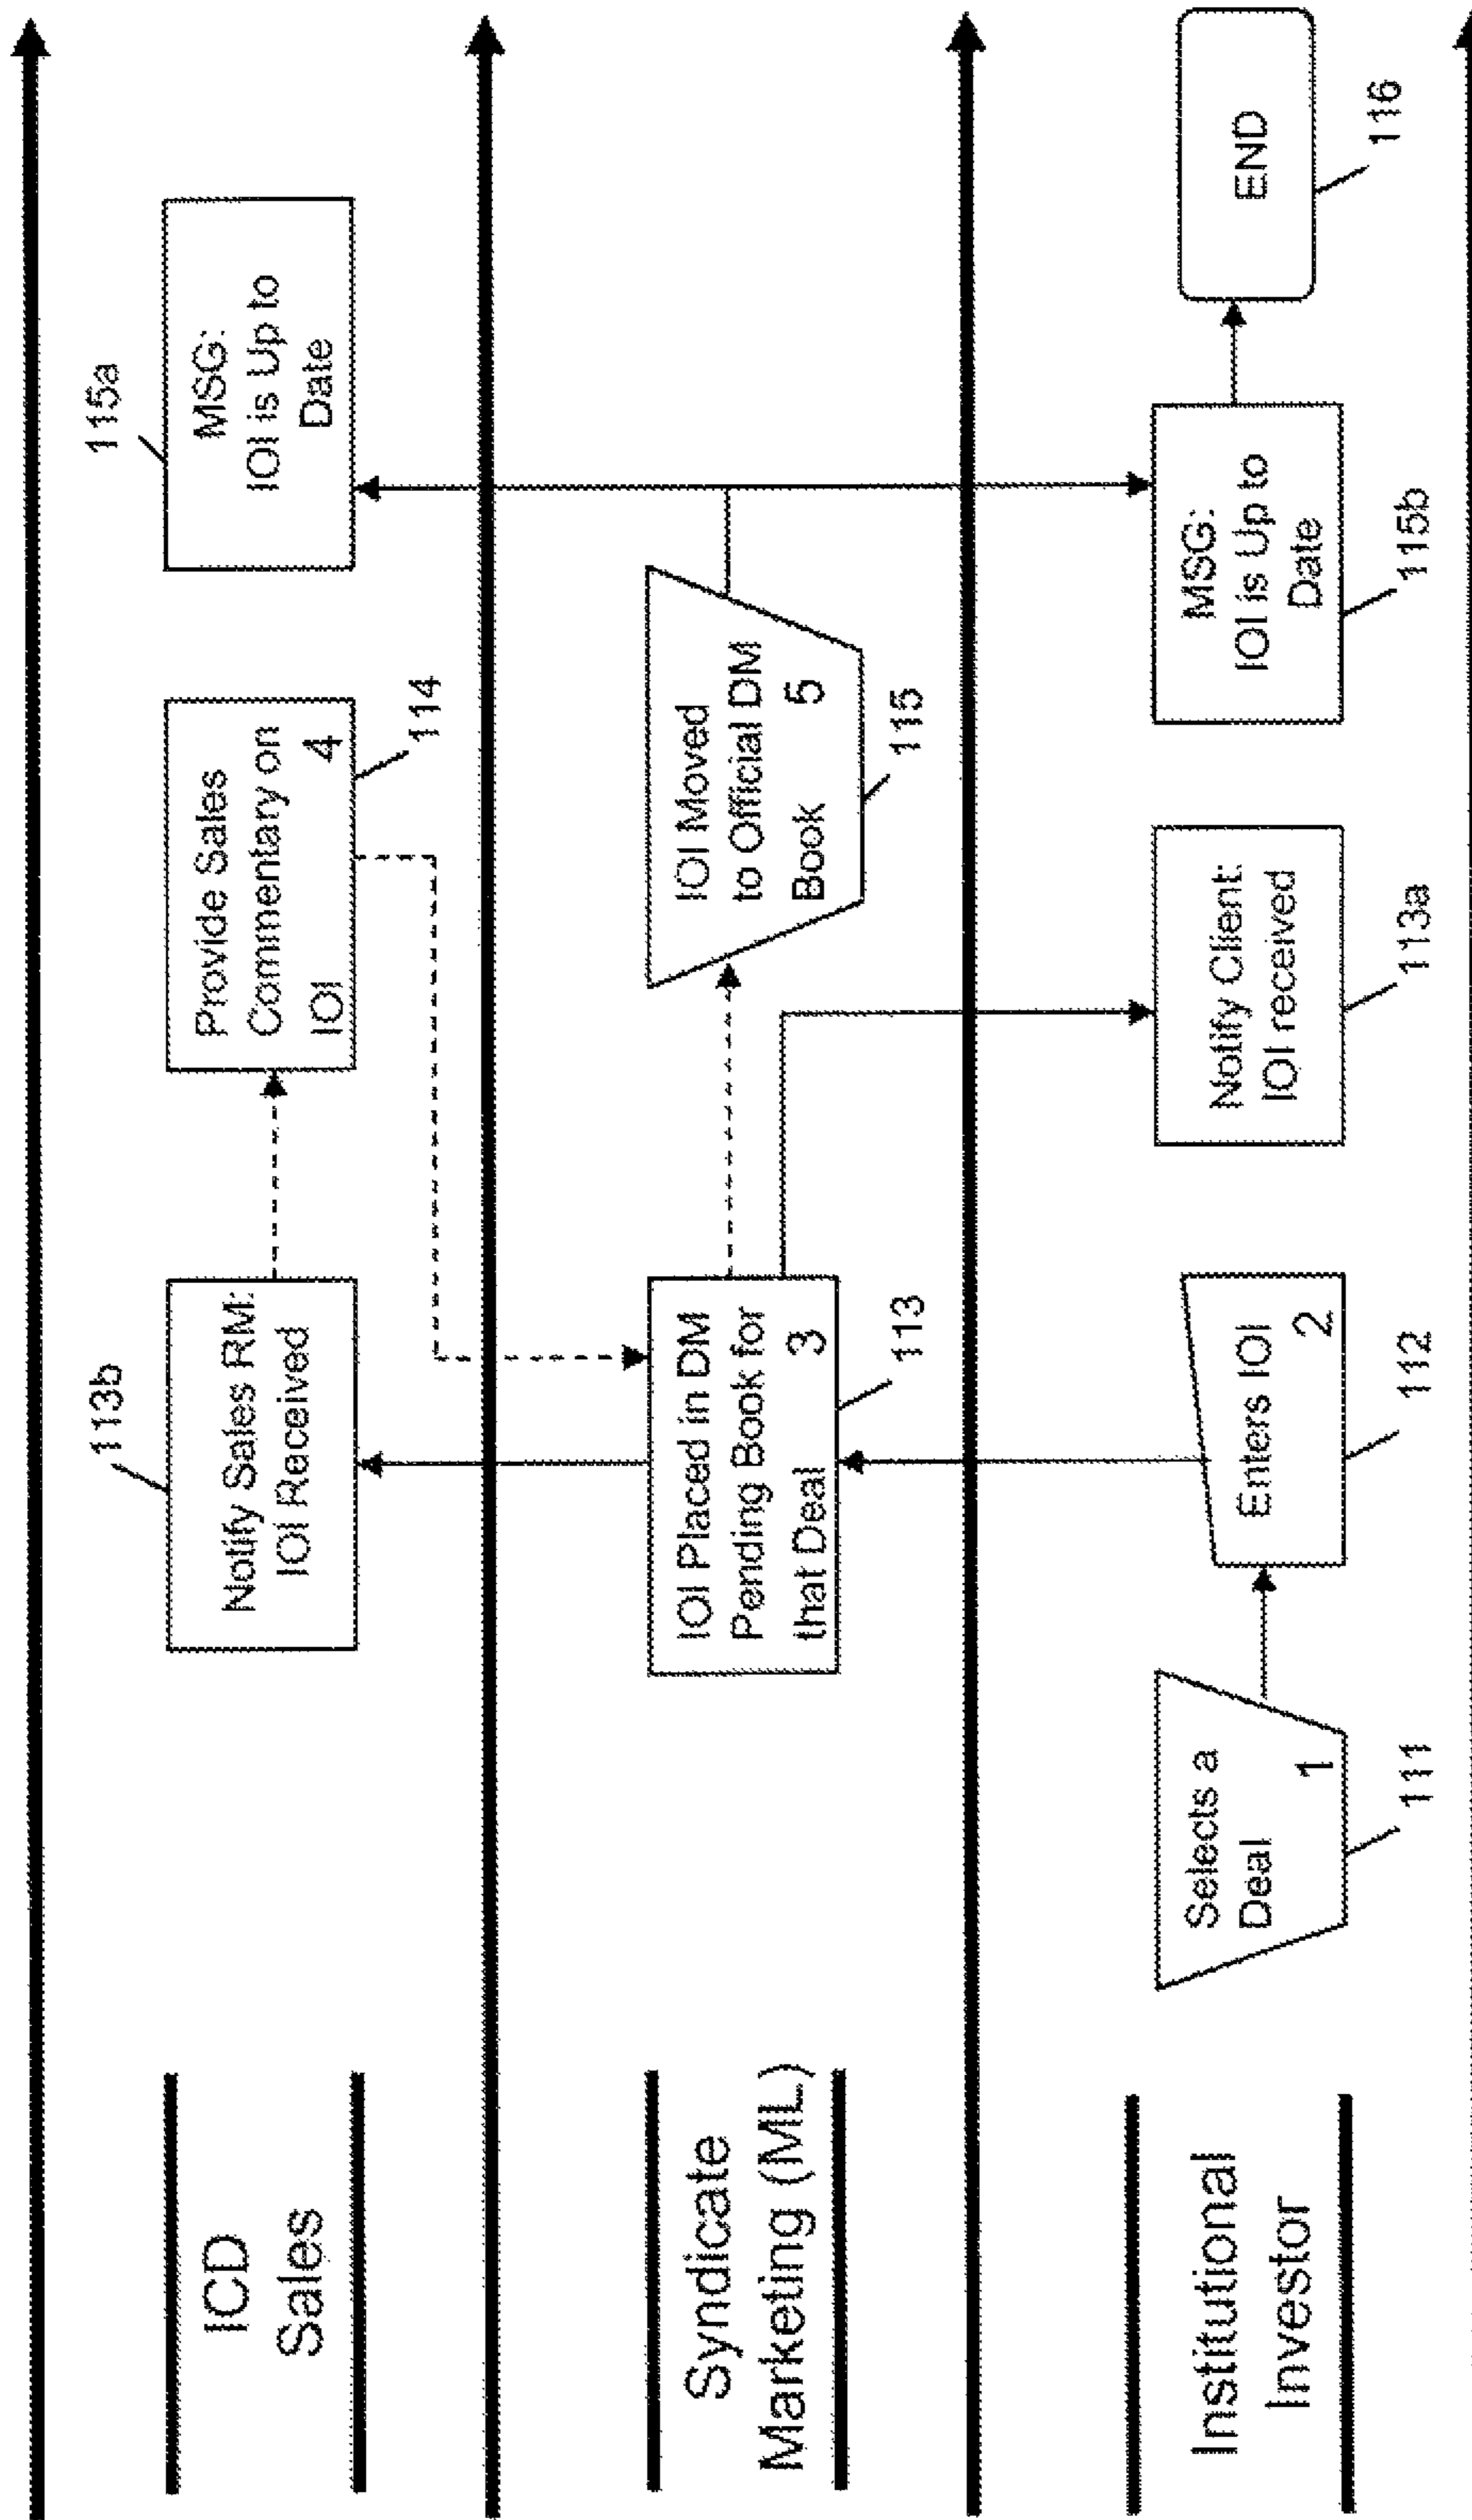 ICD
Sales
113b
Notify Sales RM:
IOI Received
Provide Sales
Commentary on
IOI 4
114
115a
MSG:
IOI is Up to
Date
Syndicate
Marketing (ML)
IOI Placed in DM
Pending Book for
that Deal 3
113
IOI Moved
to Official DM
Book 5
115
Institutional
Investor
Selects a
Deal 1
111
Enters IOI
2
112
Notify Client:
IOI received
113a
MSG:
IOI is Up to
Date
115b
END
116